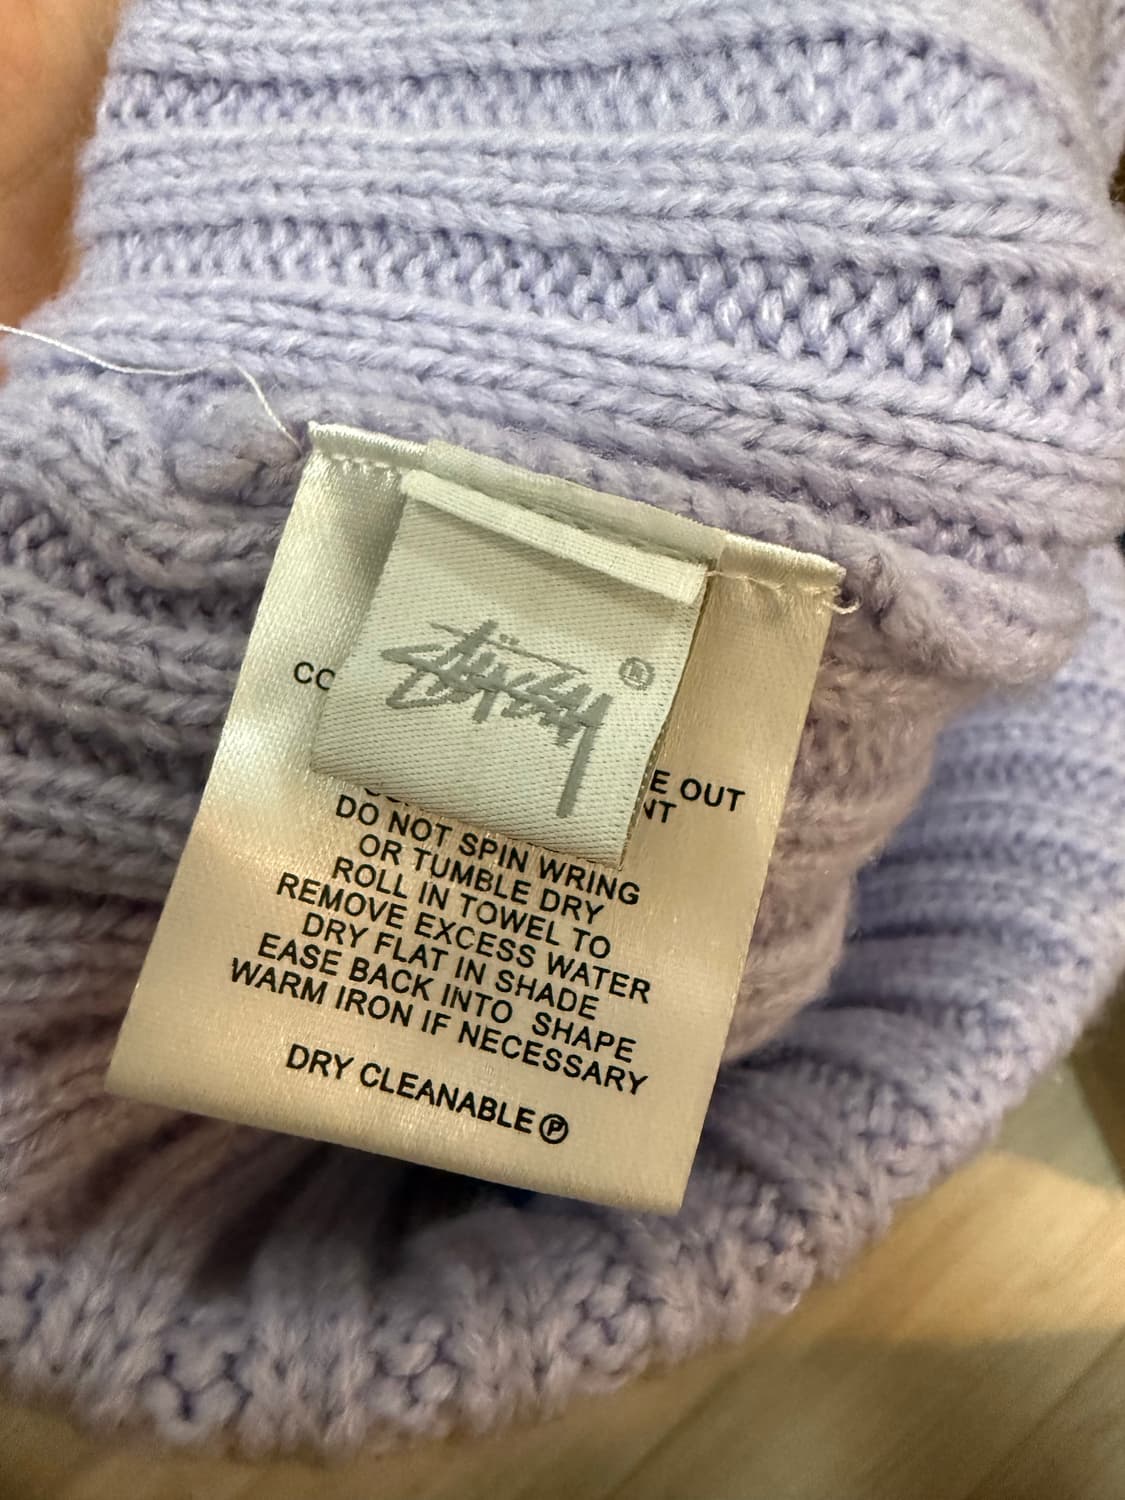 Stüssy ®
CO
E OUT
NT
DO NOT SPIN WRING
OR TUMBLE DRY
ROLL IN TOWEL TO
REMOVE EXCESS WATER
DRY FLAT IN SHADE
EASE BACK INTO SHAPE
WARM IRON IF NECESSARY
DRY CLEANABLE Ⓟ